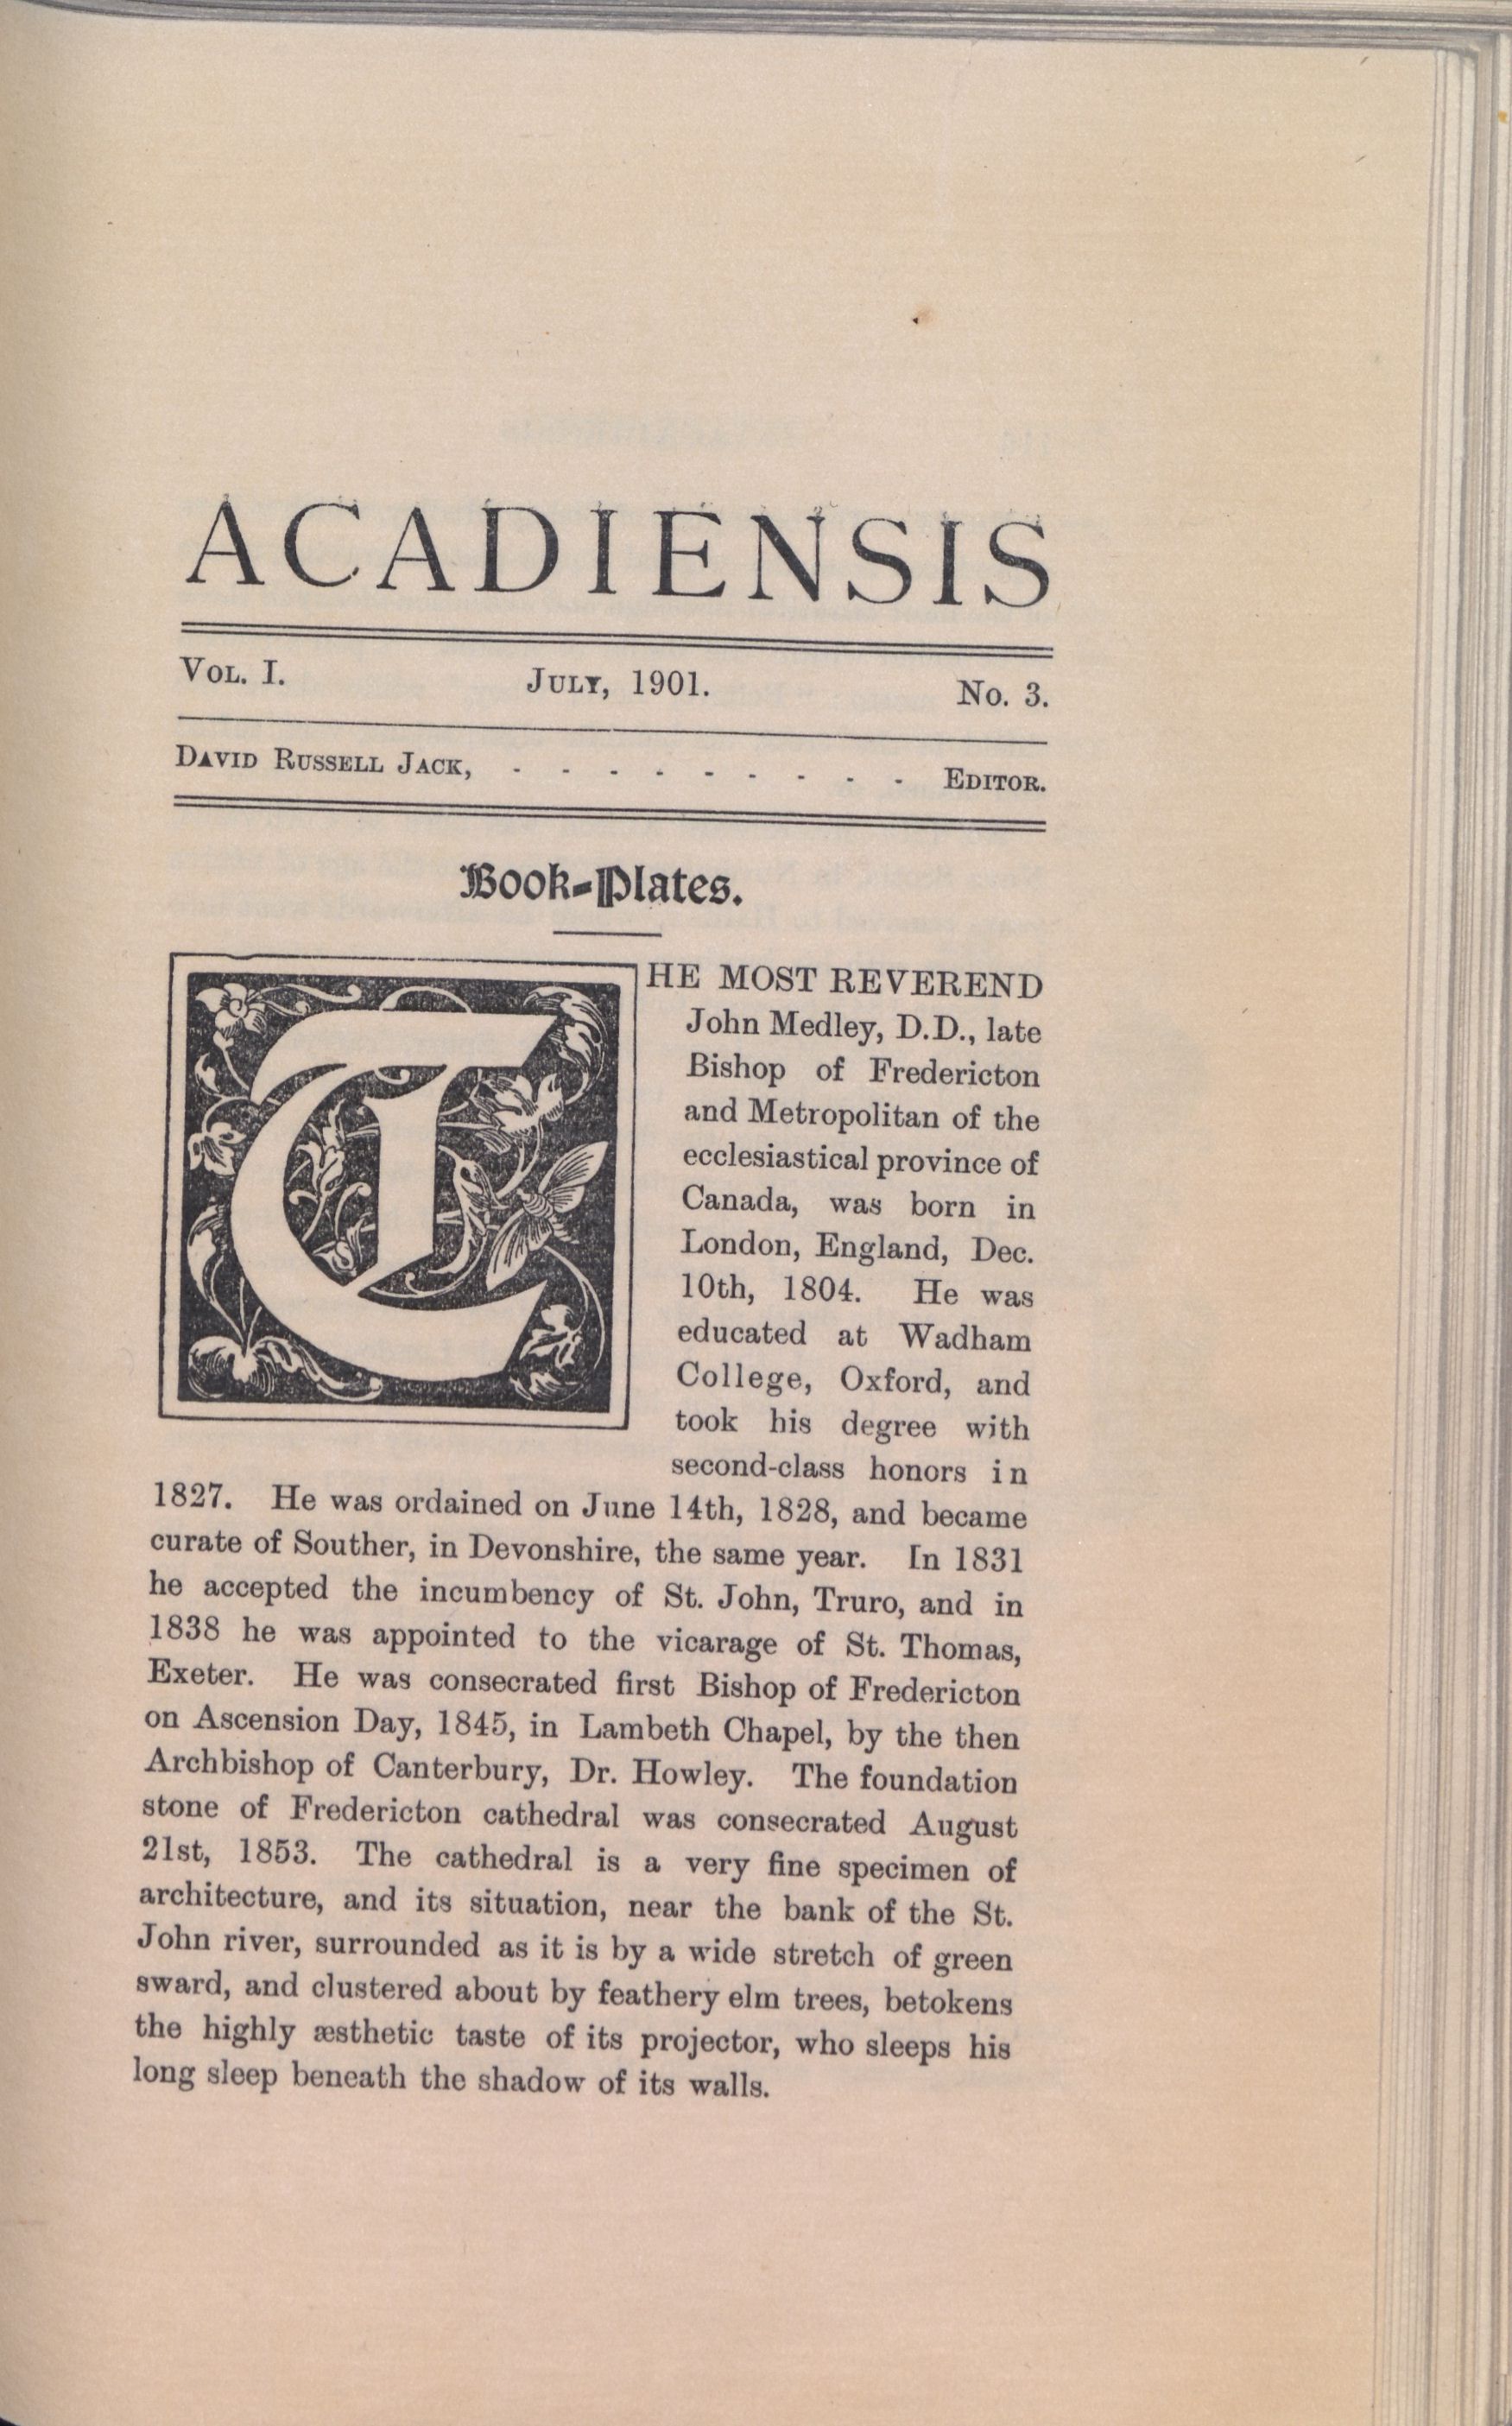 ACADIENSIS
VOL. I. JULY, 1901. No. 3.
DAVID RUSSELL JACK, - - - - - - - - - EDITOR.
Book-Plates.
THE MOST REVEREND
John Medley, D.D., late
Bishop of Fredericton
and Metropolitan of the
ecclesiastical province of
Canada, was born in
London, England, Dec.
10th, 1804. He was
educated at Wadham
College, Oxford, and
took his degree with
second-class honors in
1827. He was ordained on June 14th, 1828, and became
curate of Souther, in Devonshire, the same year. In 1831
he accepted the incumbency of St. John, Truro, and in
1838 he was appointed to the vicarage of St. Thomas,
Exeter. He was consecrated first Bishop of Fredericton
on Ascension Day, 1845, in Lambeth Chapel, by the then
Archbishop of Canterbury, Dr. Howley. The foundation
stone of Fredericton cathedral was consecrated August
21st, 1853. The cathedral is a very fine specimen of
architecture, and its situation, near the bank of the St.
John river, surrounded as it is by a wide stretch of green
sward, and clustered about by feathery elm trees, betokens
the highly æsthetic taste of its projector, who sleeps his
long sleep beneath the shadow of its walls.